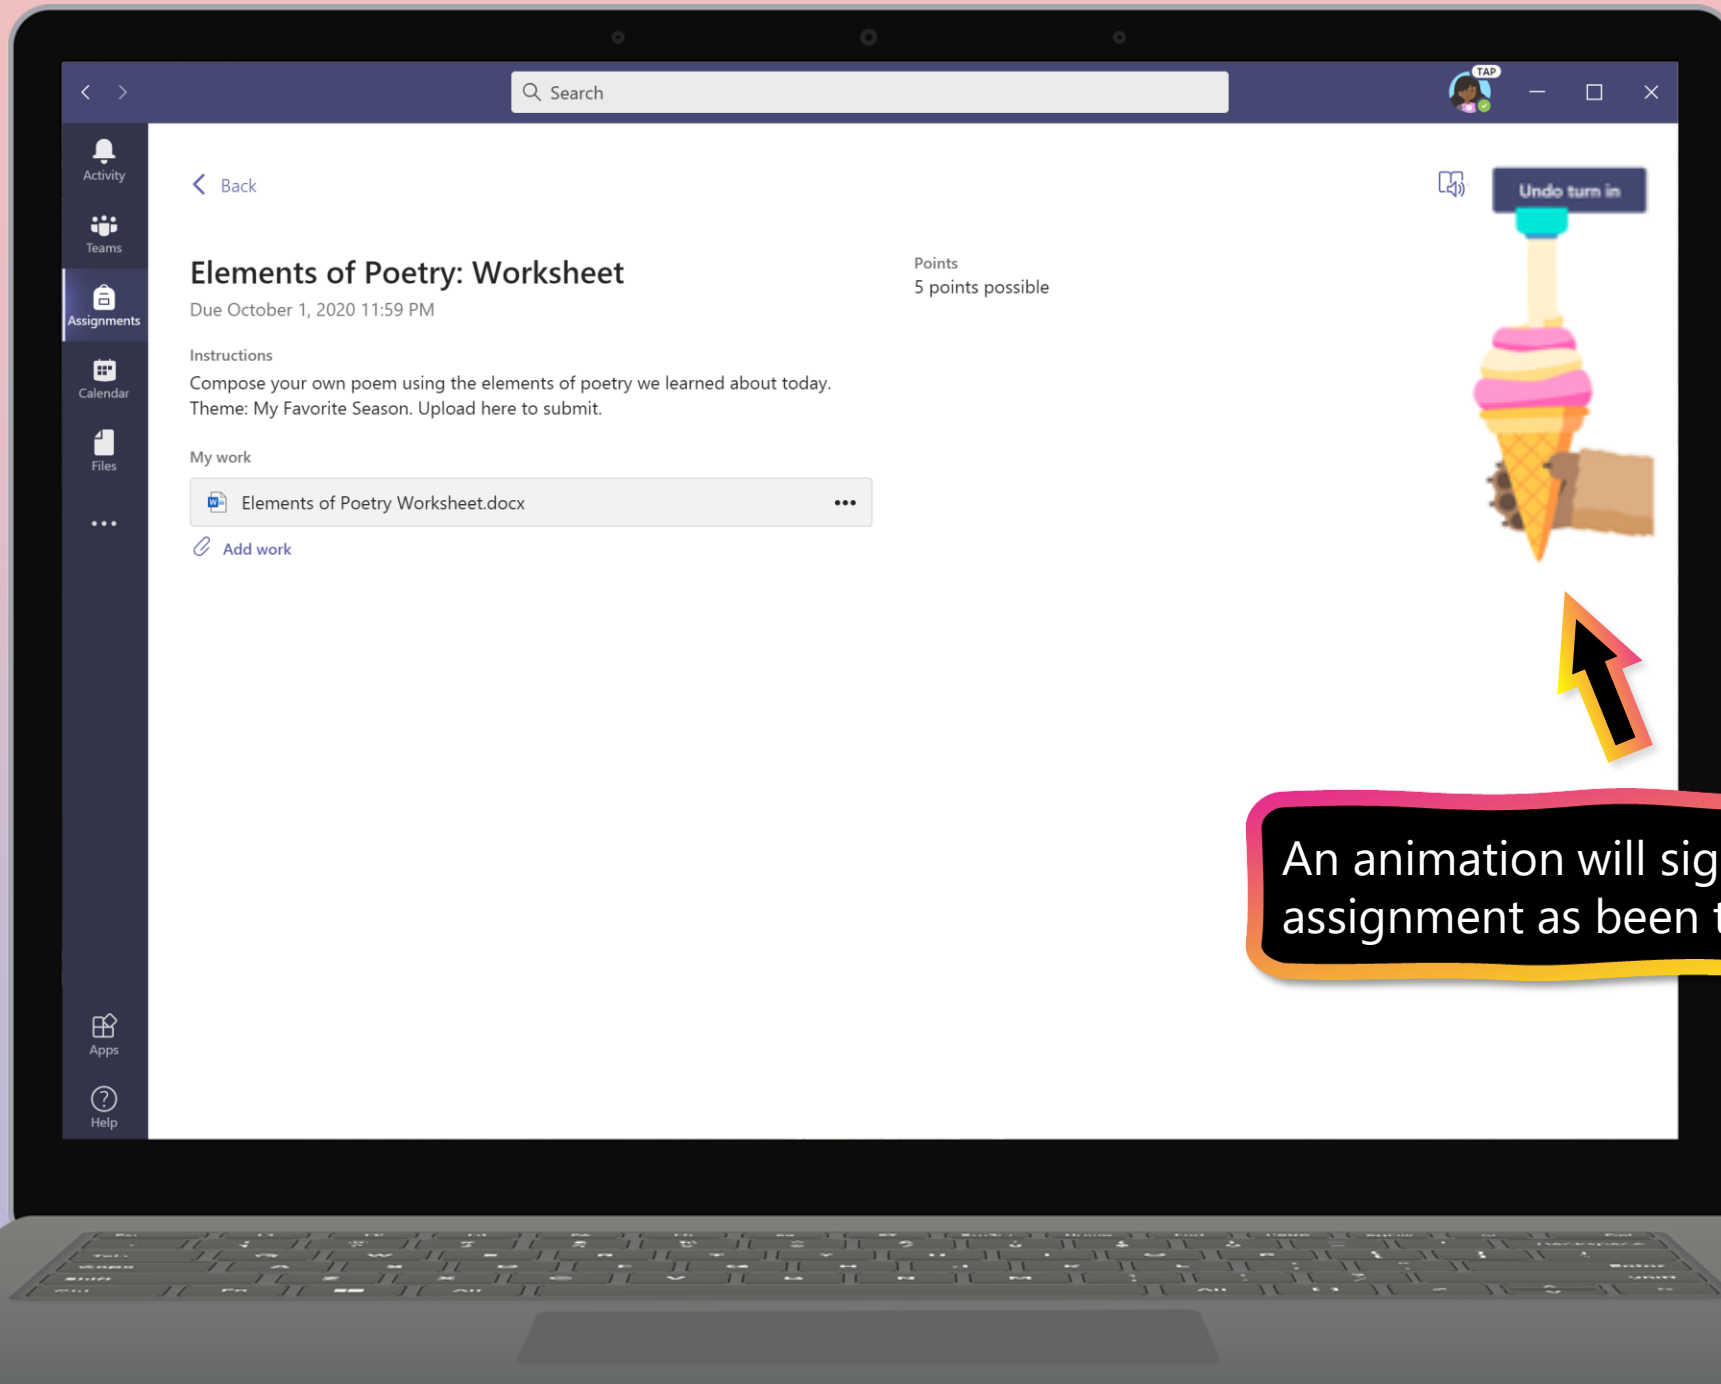 Search
TAP
Activity
Teams
Assignments
Calendar
Files
Apps
Help
Back
Undo turn in
Elements of Poetry: Worksheet
Due October 1, 2020 11:59 PM
Points
5 points possible
Instructions
Compose your own poem using the elements of poetry we learned about today.
Theme: My Favorite Season. Upload here to submit.
My work
Elements of Poetry Worksheet.docx
Add work
An animation will sig
assignment as been t